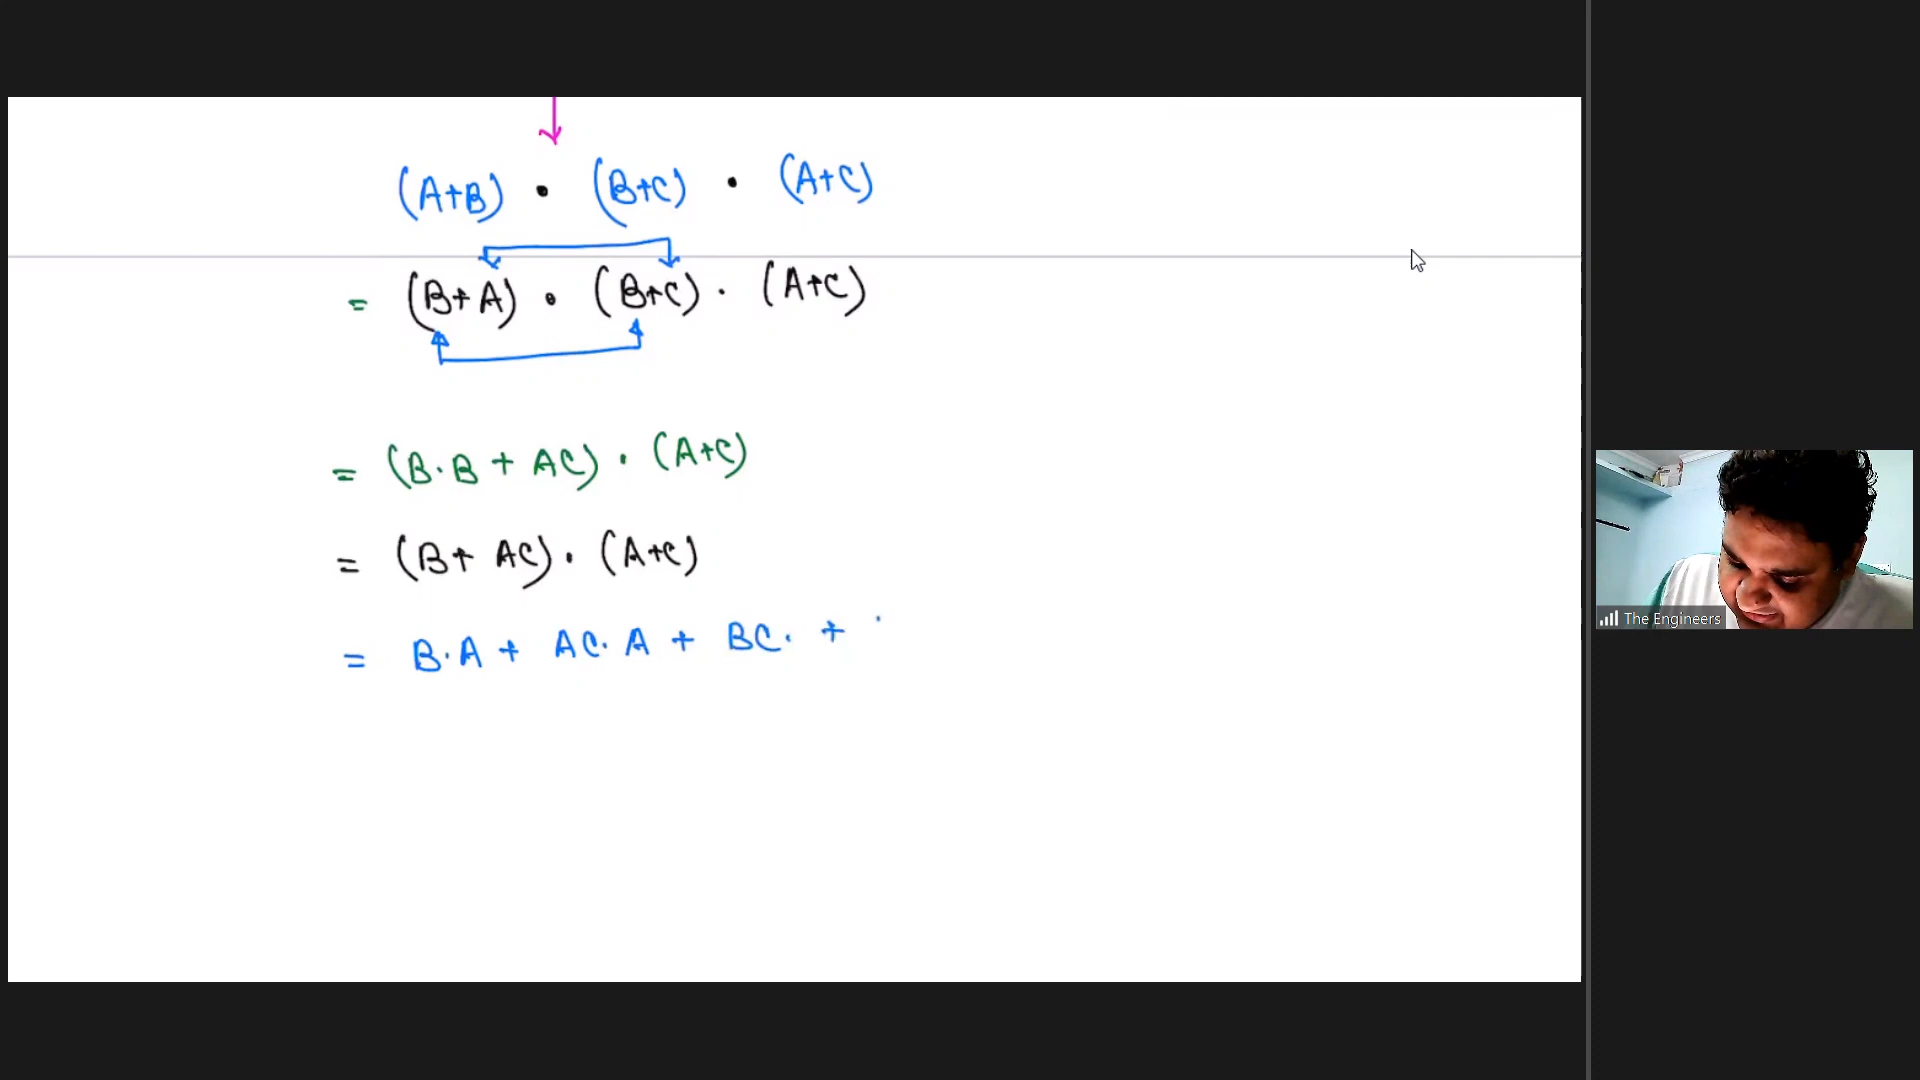 (A+B) • (B+C) • (A+C)
= (B+A) • (B+C) . (A+C)
= (B.B + AC) . (A+C)
= (B+ AC) . (A+C)
= B.A + AC.A + BC. +
The Engineers